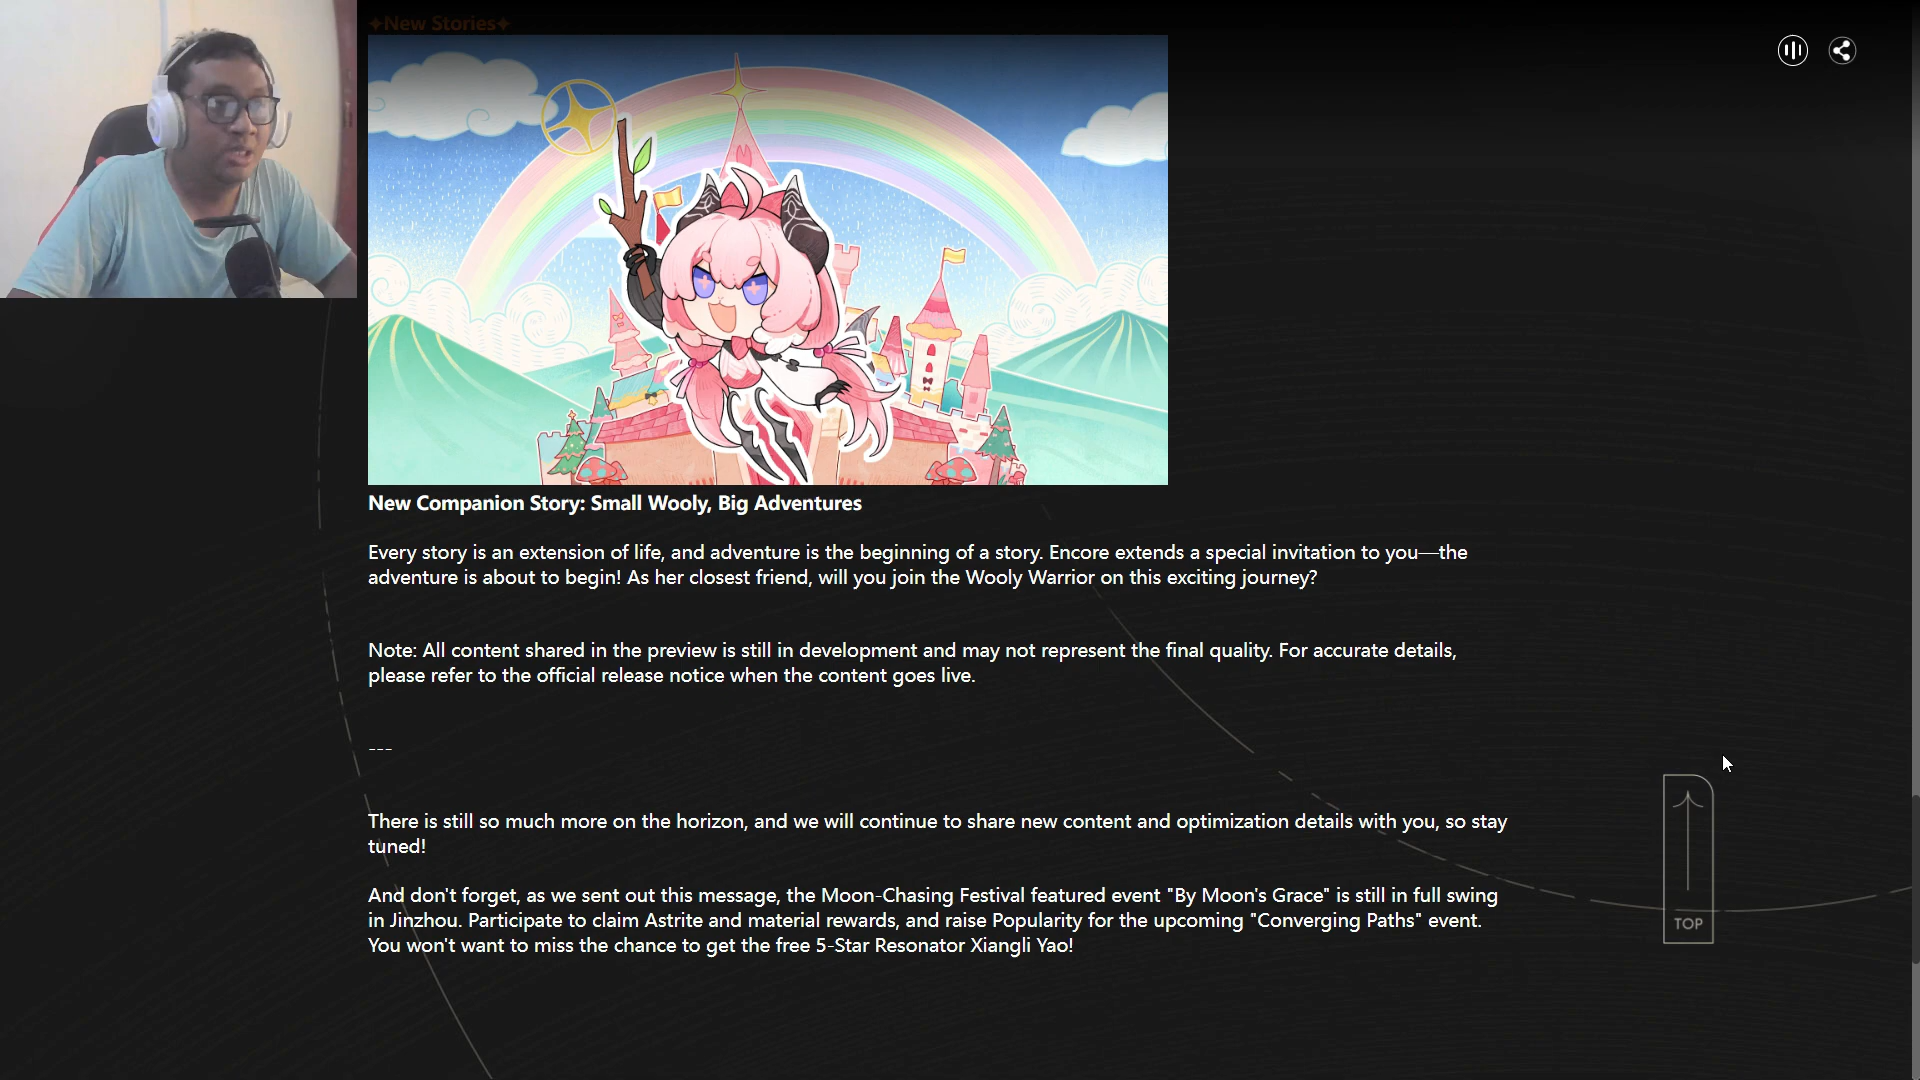 ✦New Stories✦
New Companion Story: Small Wooly, Big Adventures
Every story is an extension of life, and adventure is the beginning of a story. Encore extends a special invitation to you—the
adventure is about to begin! As her closest friend, will you join the Wooly Warrior on this exciting journey?
Note: All content shared in the preview is still in development and may not represent the final quality. For accurate details,
please refer to the official release notice when the content goes live.
---
There is still so much more on the horizon, and we will continue to share new content and optimization details with you, so stay
tuned!
And don't forget, as we sent out this message, the Moon-Chasing Festival featured event "By Moon's Grace" is still in full swing
in Jinzhou. Participate to claim Astrite and material rewards, and raise Popularity for the upcoming "Converging Paths" event.
You won't want to miss the chance to get the free 5-Star Resonator Xiangli Yao!
TOP